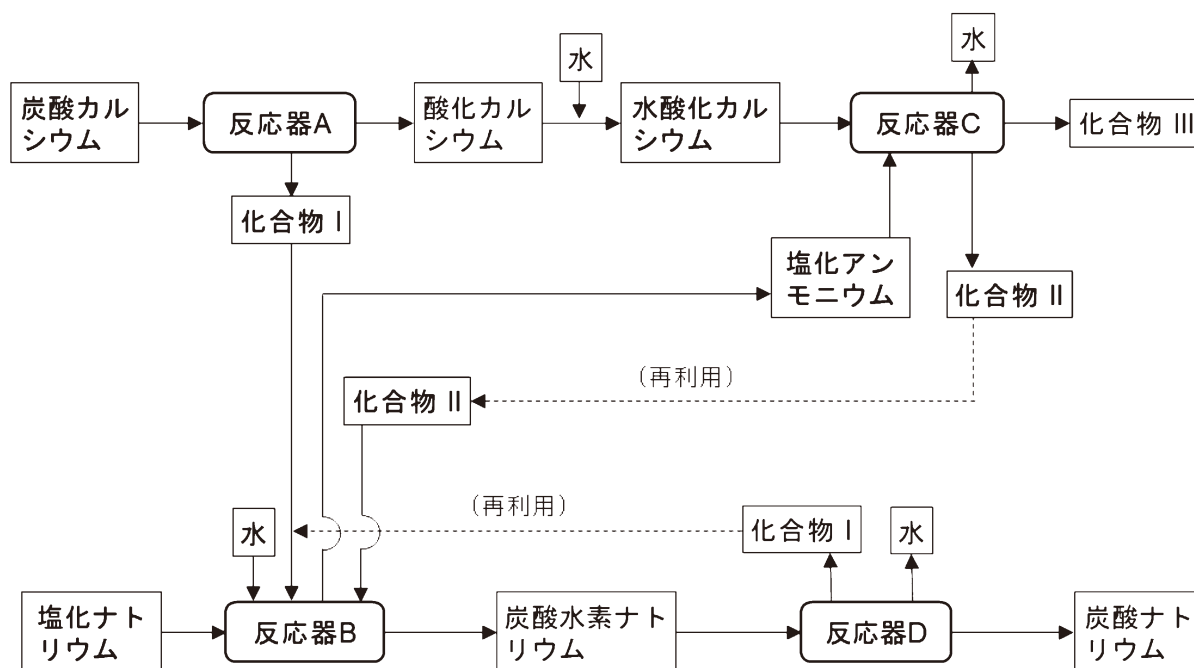 水
水
炭酸カル
シウム
反応器A
酸化カル
シウム
水酸化カル
シウム
反応器C
化合物 III
化合物 I
塩化アン
モニウム
化合物 II
(再利用)
化合物 II
(再利用)
水
化合物 I
水
塩化ナト
リウム
反応器B
炭酸水素ナト
リウム
反応器D
炭酸ナト
リウム